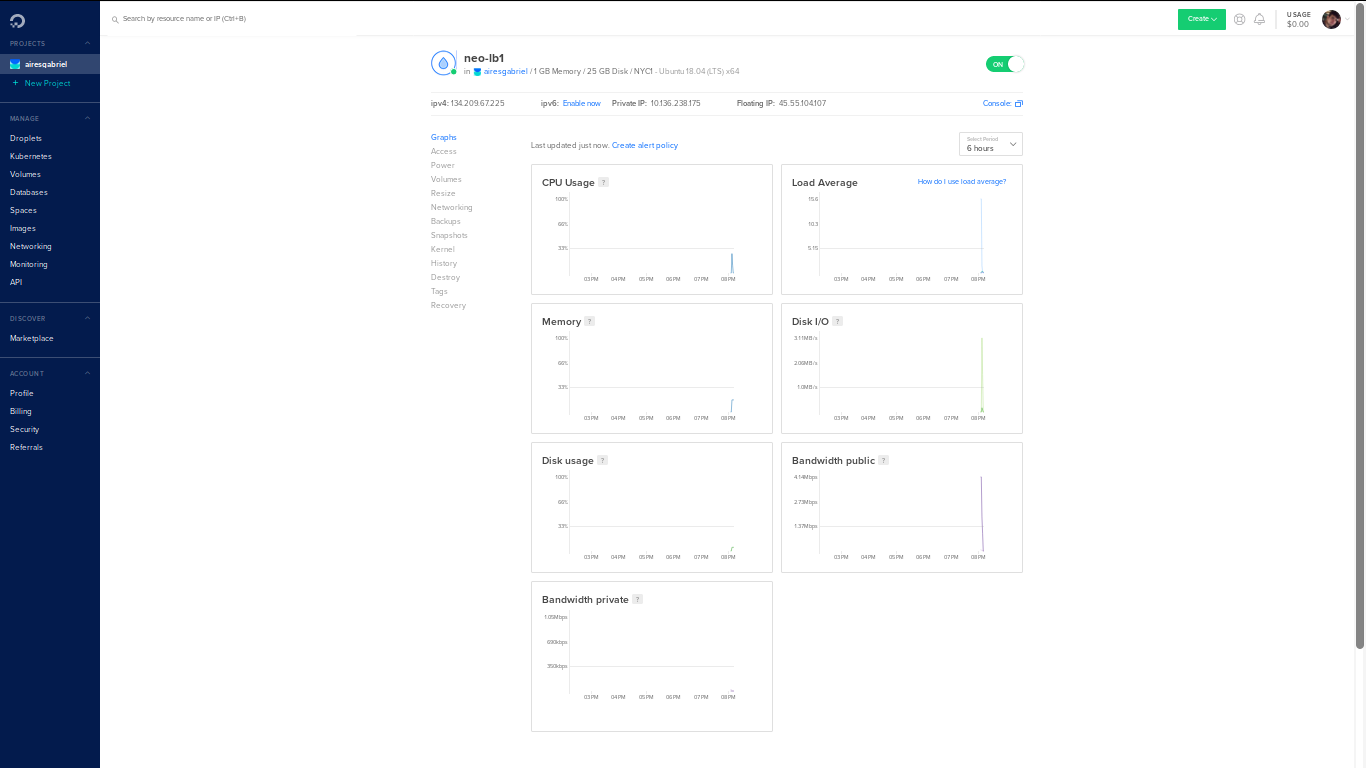 Search by resource name or IP (Ctrl+B)
Create
USAGE
$0.00
PROJECTS
airesgabriel
+ New Project
MANAGE
Droplets
Kubernetes
Volumes
Databases
Spaces
Images
Networking
Monitoring
API
DISCOVER
Marketplace
ACCOUNT
Profile
Billing
Security
Referrals
neo-lb1
in airesgabriel / 1 GB Memory / 25 GB Disk / NYC1 - Ubuntu 18.04 (LTS) x64
ON
ipv4: 134.209.67.225 ipv6: Enable now Private IP: 10.136.238.175 Floating IP: 45.55.104.107 Console:
Graphs
Access
Power
Volumes
Resize
Networking
Backups
Snapshots
Kernel
History
Destroy
Tags
Recovery
Last updated just now. Create alert policy
Select Period
6 hours
CPU Usage ?
100%
66%
33%
03 PM 04 PM 05 PM 06 PM 07 PM 08 PM
Load Average How do I use load average?
15.6
10.3
5.15
03 PM 04 PM 05 PM 06 PM 07 PM 08 PM
Memory ?
100%
66%
33%
03 PM 04 PM 05 PM 06 PM 07 PM 08 PM
Disk I/O ?
3.11MB/s
2.06MB/s
1.0MB/s
03 PM 04 PM 05 PM 06 PM 07 PM 08 PM
Disk usage ?
100%
66%
33%
03 PM 04 PM 05 PM 06 PM 07 PM 08 PM
Bandwidth public ?
4.14Mbps
2.73Mbps
1.37Mbps
03 PM 04 PM 05 PM 06 PM 07 PM 08 PM
Bandwidth private ?
1.05Mbps
690kbps
350kbps
03 PM 04 PM 05 PM 06 PM 07 PM 08 PM